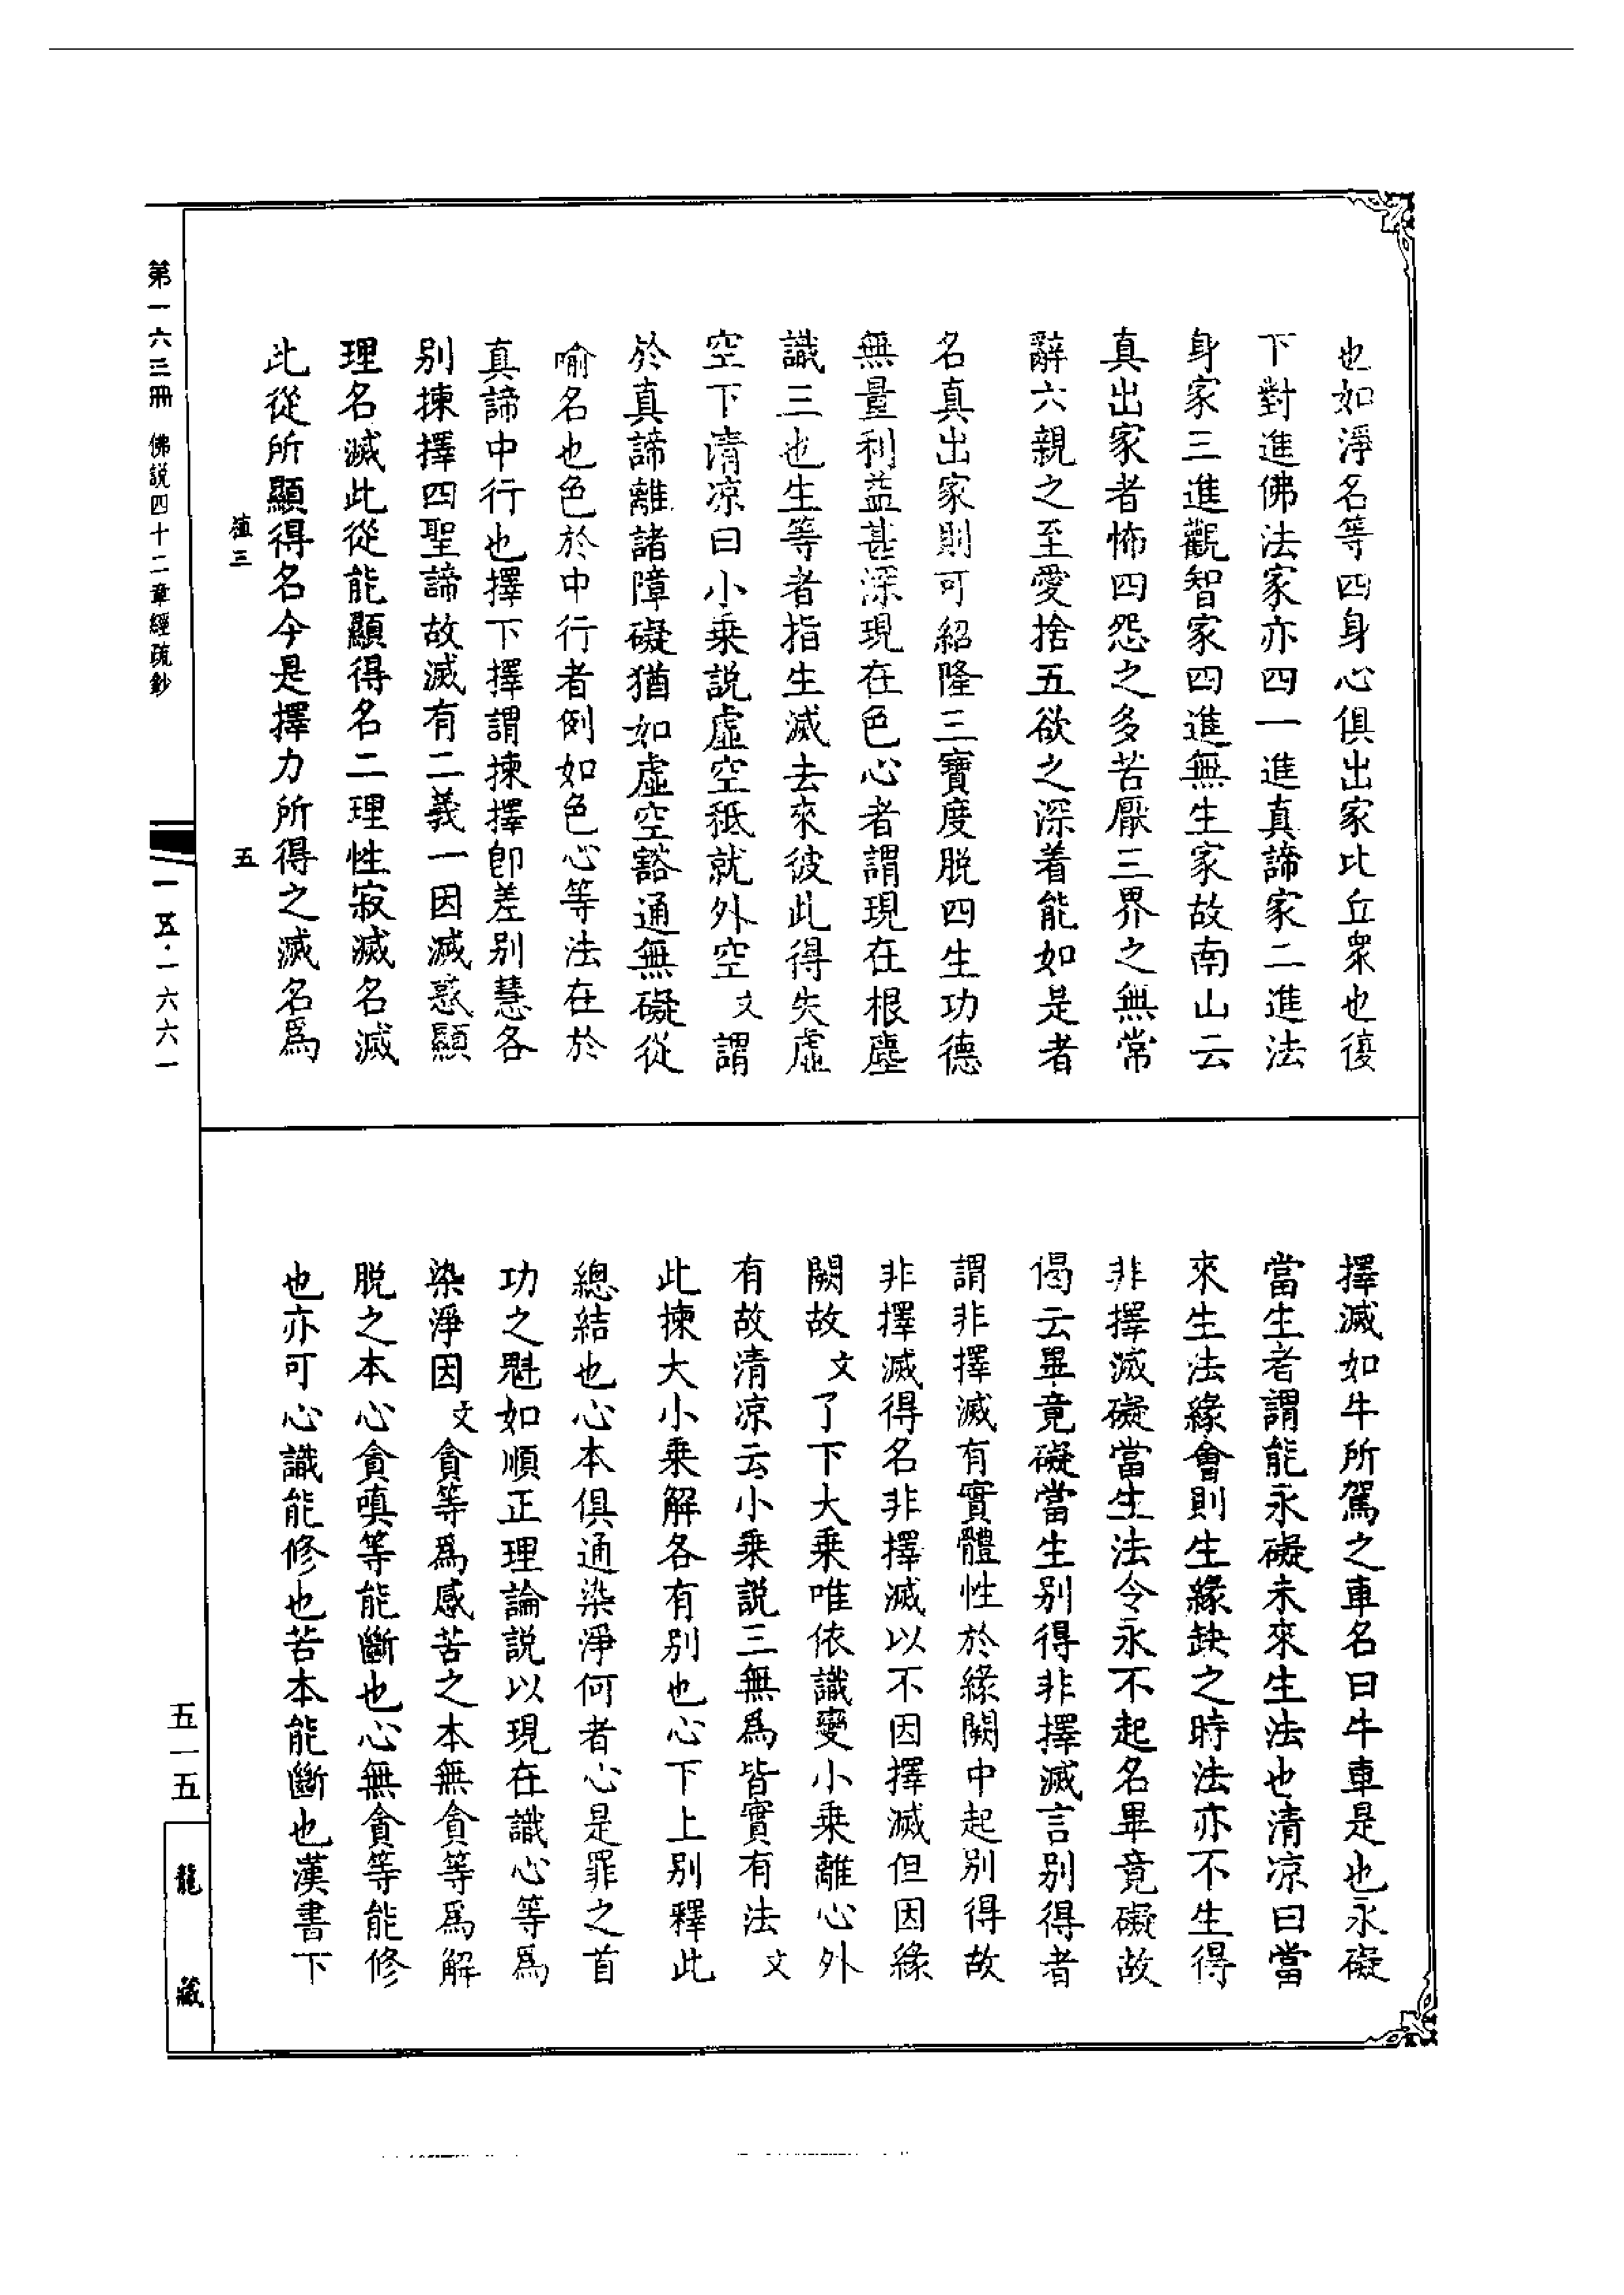 也如淨名等四身心俱出家比丘衆也復
下對進佛法家亦四一進真諦家二進法
身家三進觀智家四進無生家故南山云
真出家者怖四怨之多苦厭三界之無常
辭六親之至愛捨五欲之深着能如是者
名真出家則可紹隆三寶度脱四生功德
無量利益甚深現在色心者謂現在根塵
識三也生等者指生滅去來彼此得失虛
空下清凉曰小乗説虛空秖就外空文謂
於真諦離諸障礙猶如虛空豁通無礙從
喻名也色於中行者例如色心等法在於
真諦中行也擇下擇謂揀擇卽差别慧各
别揀擇四聖諦故滅有二義一因滅惑顯
理名滅此從能顯得名二理性寂滅名滅
此從所顯得名今是擇力所得之滅名爲
擇滅如牛所駕之車名曰牛車是也永礙
當生者謂能永礙未來生法也清凉曰當
來生法緣會則生緣缺之時法亦不生得
非擇滅礙當生法令永不起名畢竟礙故
偈云畢竟礙當生别得非擇滅言别得者
謂非擇滅有實體性於緣闕中起别得故
非擇滅得名非擇滅以不因擇滅但因緣
闕故文了下大乗唯依識變小乗離心外
有故清凉云小乗説三無爲皆實有法文
此揀大小乗解各有别也心下上别釋此
總結也心本俱通染淨何者心是罪之首
功之魁如順正理論説以現在識心等爲
染淨因文貪等爲感苦之本無貪等爲解
脱之本心貪嗔等能斷也心無貪等能修
也亦可心識能修也苦本能斷也漢書下
植三
五
第一六三冊 佛説四十二章經疏鈔
一五·一六六一
五一五
龍藏